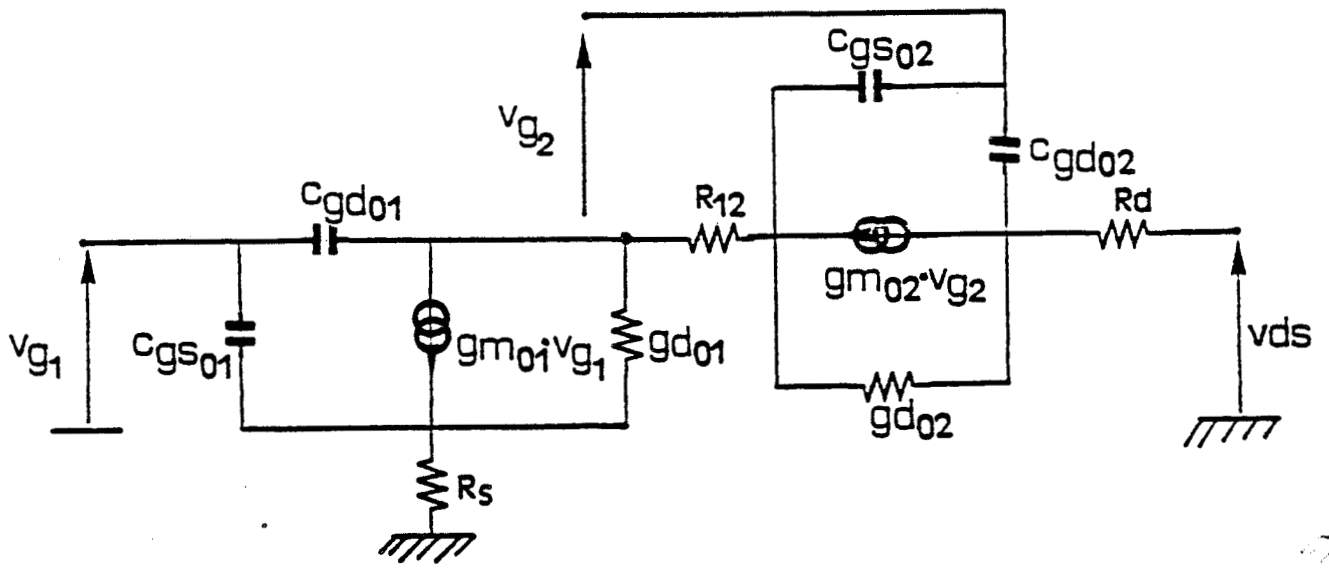 cgs02
vg2
cgd02
cgd01
R12
Rd
gm02·vg2
vg1
cgs01
gm01·vg1
gd01
vds
gd02
Rs